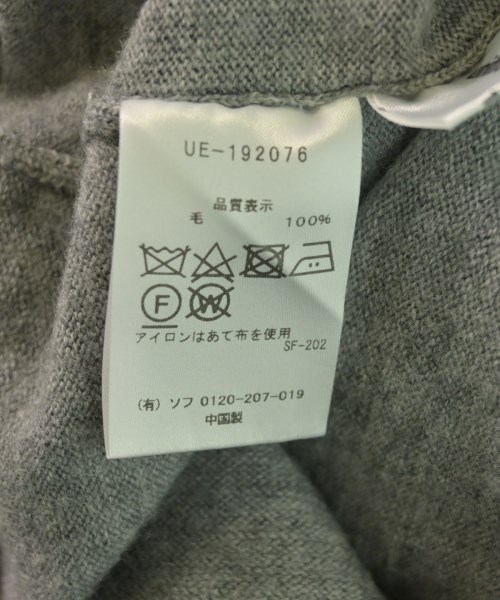 UE-192076
品質表示
毛 100%
F W
アイロンはあて布を使用
SF-202
(有)ソフ 0120-207-019
中国製